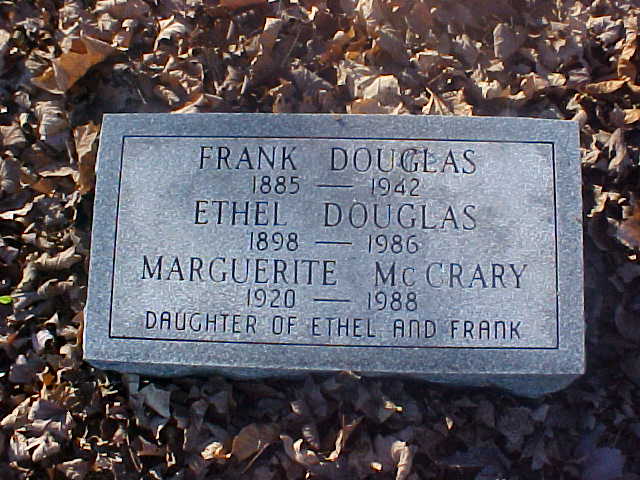 FRANK DOUGLAS
1885 — 1942
ETHEL DOUGLAS
1898 — 1986
MARGUERITE MCCRARY
1920 — 1988
DAUGHTER OF ETHEL AND FRANK